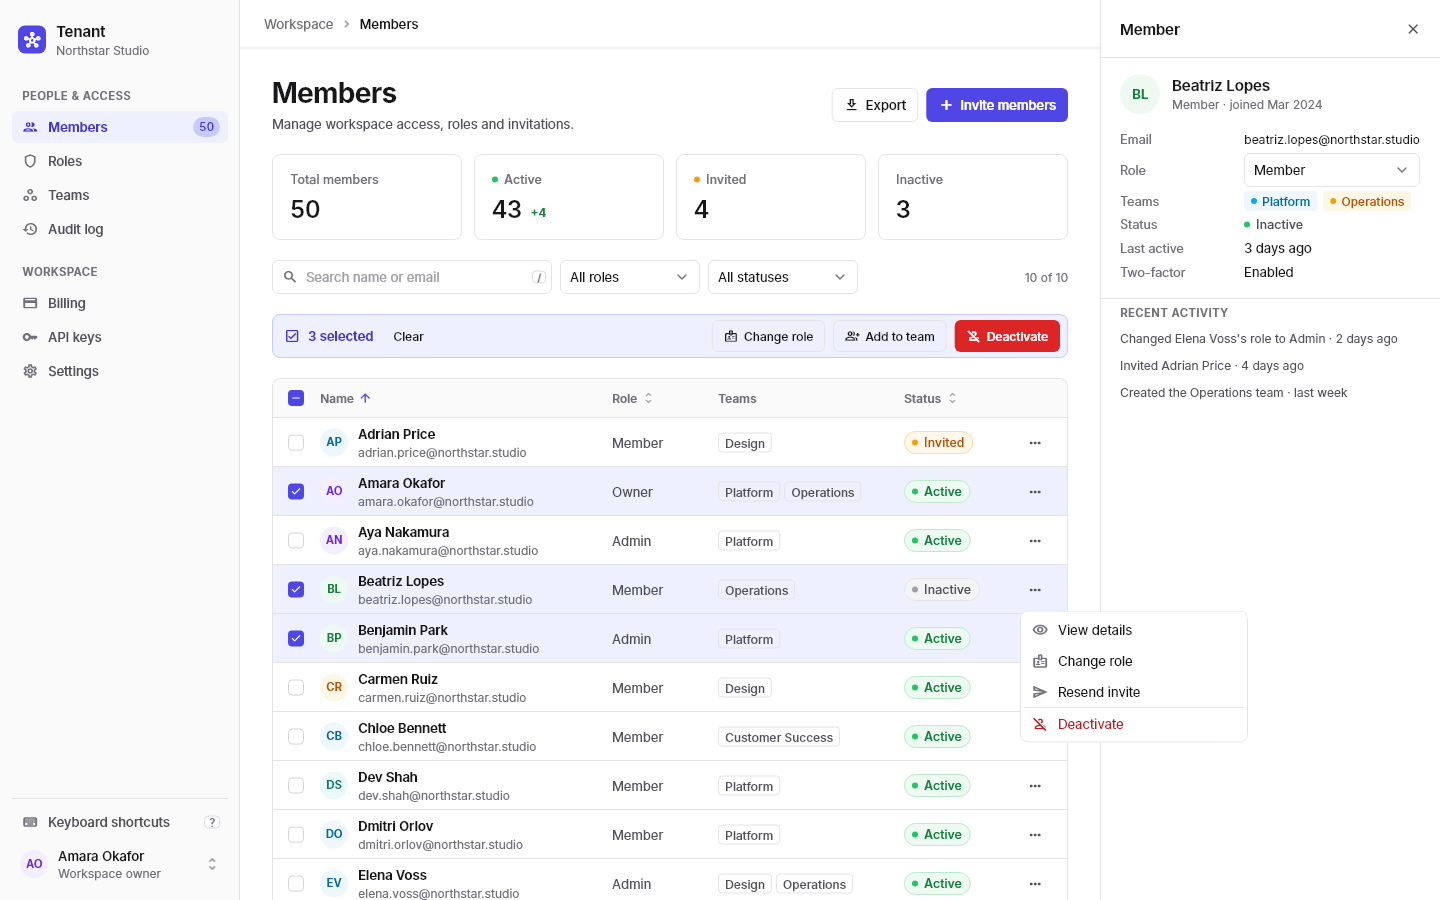 Tenant
Northstar Studio
PEOPLE & ACCESS
Members 50
Roles
Teams
Audit log
WORKSPACE
Billing
API keys
Settings
Keyboard shortcuts ?
AO Amara Okafor
Workspace owner
Workspace > Members
Members
Manage workspace access, roles and invitations.
Export
+ Invite members
Total members
50
Active
43 +4
Invited
4
Inactive
3
Search name or email /
All roles
All statuses
10 of 10
3 selected Clear Change role Add to team Deactivate
Name Role Teams Status
AP Adrian Price Member Design Invited
adrian.price@northstar.studio
AO Amara Okafor Owner Platform Operations Active
amara.okafor@northstar.studio
AN Aya Nakamura Admin Platform Active
aya.nakamura@northstar.studio
BL Beatriz Lopes Member Operations Inactive
beatriz.lopes@northstar.studio
BP Benjamin Park Admin Platform Active
benjamin.park@northstar.studio
CR Carmen Ruiz Member Design Active
carmen.ruiz@northstar.studio
CB Chloe Bennett Member Customer Success Active
chloe.bennett@northstar.studio
DS Dev Shah Member Platform Active
dev.shah@northstar.studio
DO Dmitri Orlov Member Platform Active
dmitri.orlov@northstar.studio
EV Elena Voss Admin Design Operations Active
elena.voss@northstar.studio
View details
Change role
Resend invite
Deactivate
Member
BL Beatriz Lopes
Member · joined Mar 2024
Email beatriz.lopes@northstar.studio
Role Member
Teams Platform Operations
Status Inactive
Last active 3 days ago
Two-factor Enabled
RECENT ACTIVITY
Changed Elena Voss's role to Admin · 2 days ago
Invited Adrian Price · 4 days ago
Created the Operations team · last week